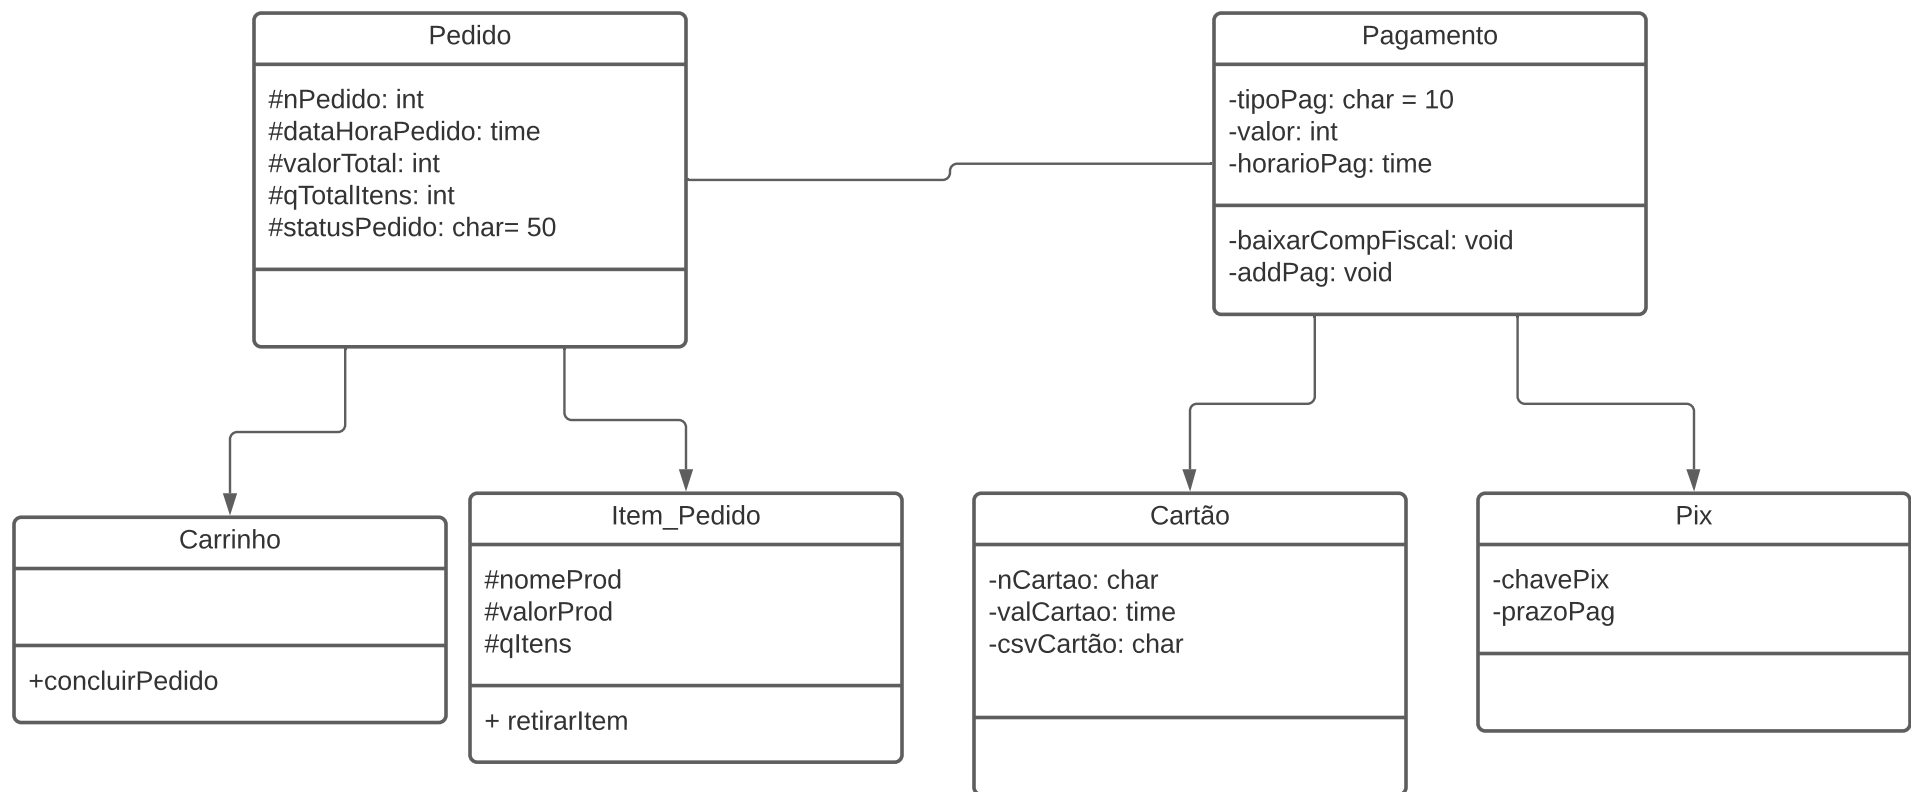 Pedido
#nPedido: int
#dataHoraPedido: time
#valorTotal: int
#qTotalItens: int
#statusPedido: char= 50
Pagamento
-tipoPag: char = 10
-valor: int
-horarioPag: time
-baixarCompFiscal: void
-addPag: void
Carrinho
+concluirPedido
Item_Pedido
#nomeProd
#valorProd
#qItens
+ retirarItem
Cartão
-nCartao: char
-valCartao: time
-csvCartão: char
Pix
-chavePix
-prazoPag